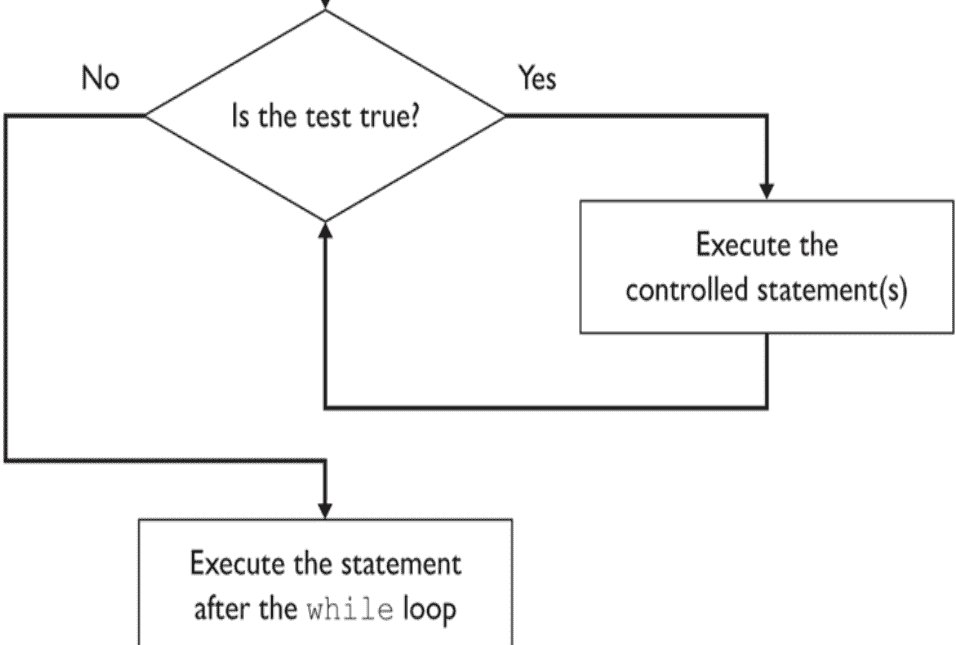 No
Yes
Is the test true?
Execute the
controlled statement(s)
Execute the statement
after the while loop